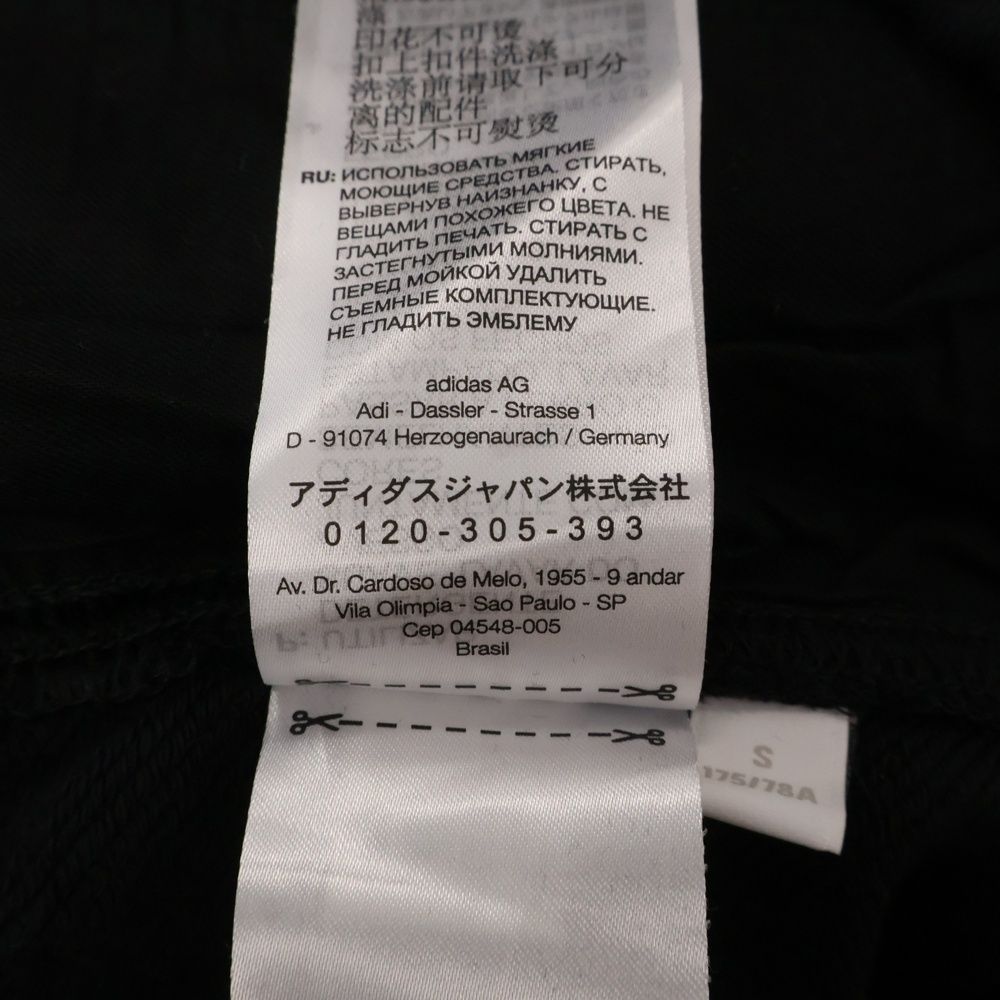 涤
印花不可烫
扣上扣件洗涤
洗涤前请取下可分
离的配件
标志不可熨烫
RU: ИСПОЛЬЗОВАТЬ МЯГКИЕ
МОЮЩИЕ СРЕДСТВА. СТИРАТЬ,
ВЫВЕРНУВ НАИЗНАНКУ, С
ВЕЩАМИ ПОХОЖЕГО ЦВЕТА. НЕ
ГЛАДИТЬ ПЕЧАТЬ. СТИРАТЬ С
ЗАСТЕГНУТЫМИ МОЛНИЯМИ.
ПЕРЕД МОЙКОЙ УДАЛИТЬ
СЪЕМНЫЕ КОМПЛЕКТУЮЩИЕ.
НЕ ГЛАДИТЬ ЭМБЛЕМУ
adidas AG
Adi - Dassler - Strasse 1
D - 91074 Herzogenaurach / Germany
アディダスジャパン株式会社
0120-305-393
Av. Dr. Cardoso de Melo, 1955 - 9 andar
Vila Olimpia - Sao Paulo - SP
Cep 04548-005
Brasil
S
175/78A